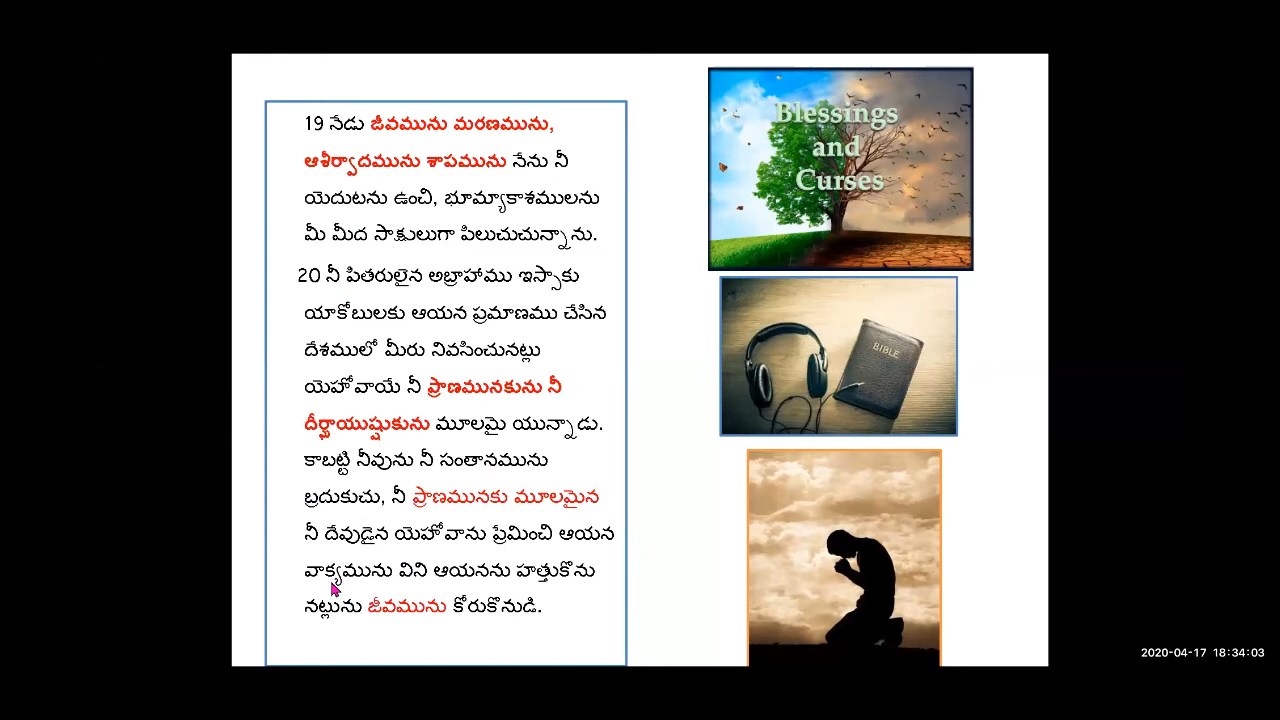 19 నేడు జీవమును మరణమును,
ఆశీర్వాదమును శాపమును నేను నీ
యెదుటను ఉంచి, భూమ్యాకాశములను
మీ మీద సాక్షులుగా పిలుచుచున్నాను.
20 నీ పితరులైన అబ్రాహాము ఇస్సాకు
యాకోబులకు ఆయన ప్రమాణము చేసిన
దేశములో మీరు నివసించునట్లు
యెహోవాయే నీ ప్రాణమునకును నీ
దీర్ఘాయుష్షుకును మూలమై యున్నాడు.
కాబట్టి నీవును నీ సంతానమును
బ్రదుకుచు, నీ ప్రాణమునకు మూలమైన
నీ దేవుడైన యెహోవాను ప్రేమించి ఆయన
వాక్యమును విని ఆయనను హత్తుకొను
నట్లును జీవమును కోరుకొనుడి.
Blessings
and
Curses
BIBLE
2020-04-17 18:34:03